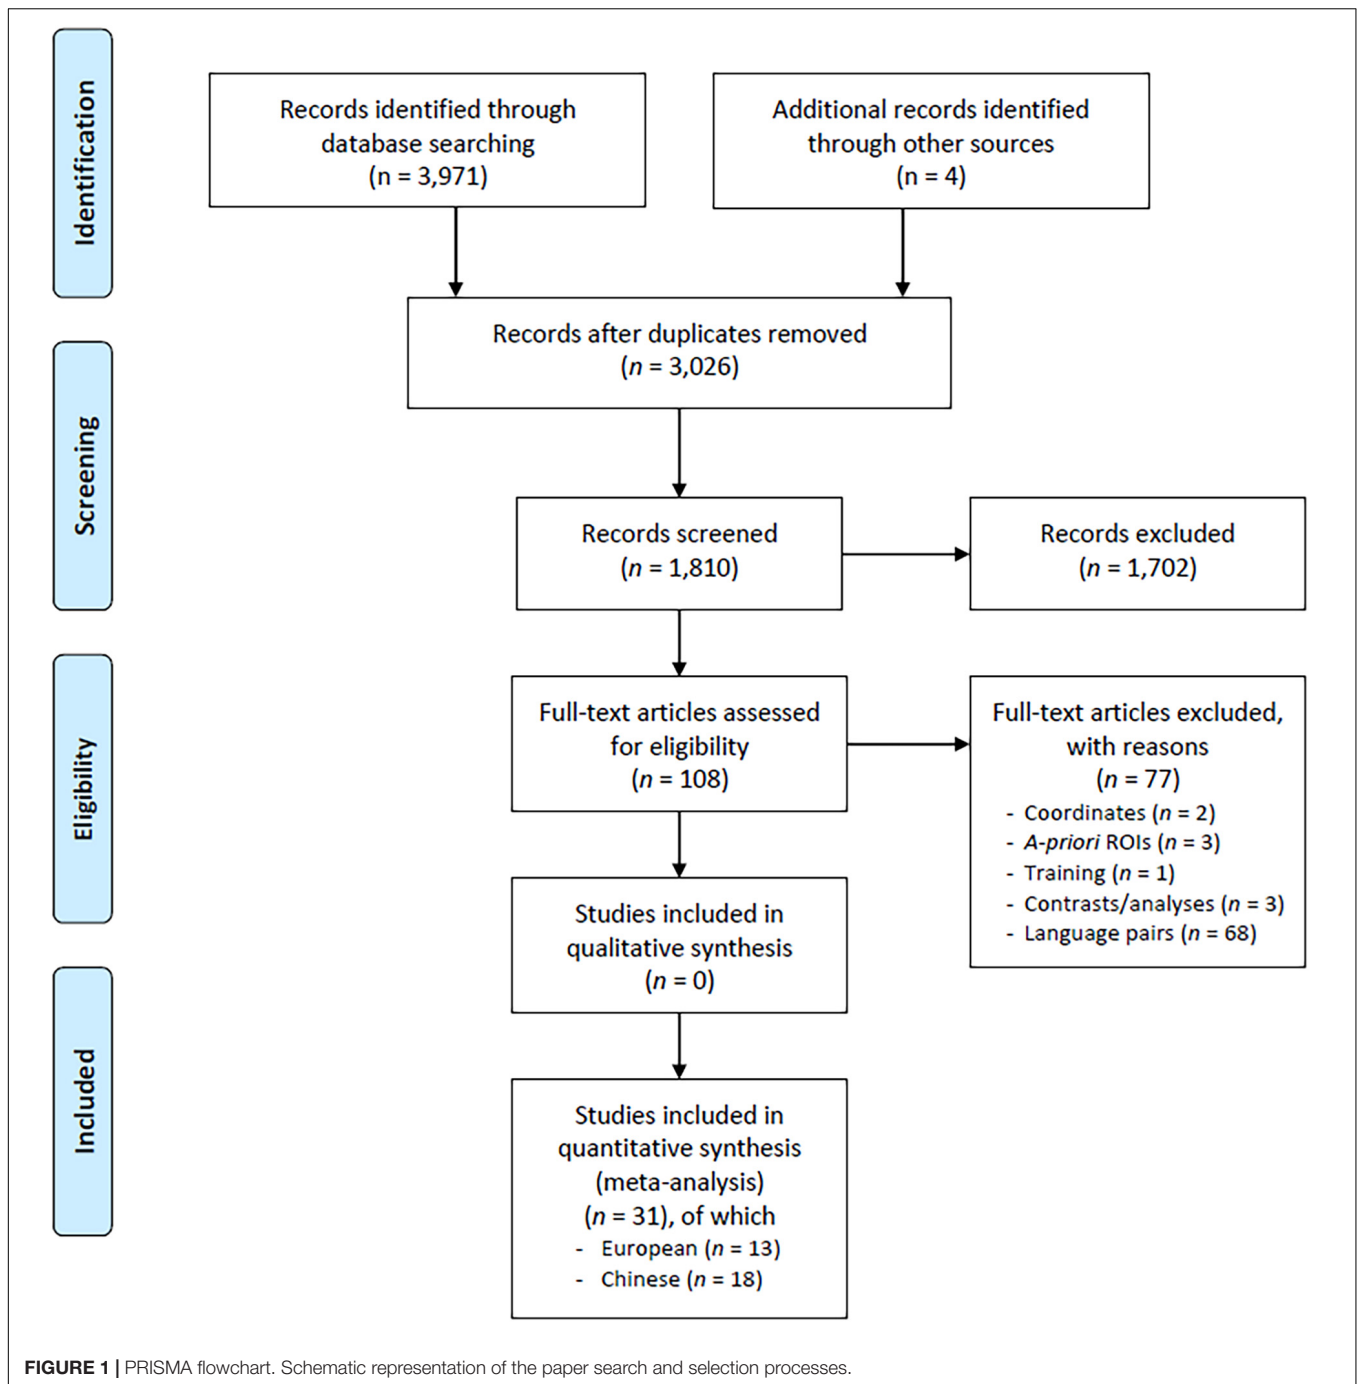 Identification
Records identified through
database searching
(n = 3,971)
Additional records identified
through other sources
(n = 4)
Records after duplicates removed
(n = 3,026)
Screening
Records screened
(n = 1,810)
Records excluded
(n = 1,702)
Eligibility
Full-text articles assessed
for eligibility
(n = 108)
Full-text articles excluded,
with reasons
(n = 77)
- Coordinates (n = 2)
- A-priori ROIs (n = 3)
- Training (n = 1)
- Contrasts/analyses (n = 3)
- Language pairs (n = 68)
Studies included in
qualitative synthesis
(n = 0)
Included
Studies included in
quantitative synthesis
(meta-analysis)
(n = 31), of which
- European (n = 13)
- Chinese (n = 18)
FIGURE 1 | PRISMA flowchart. Schematic representation of the paper search and selection processes.